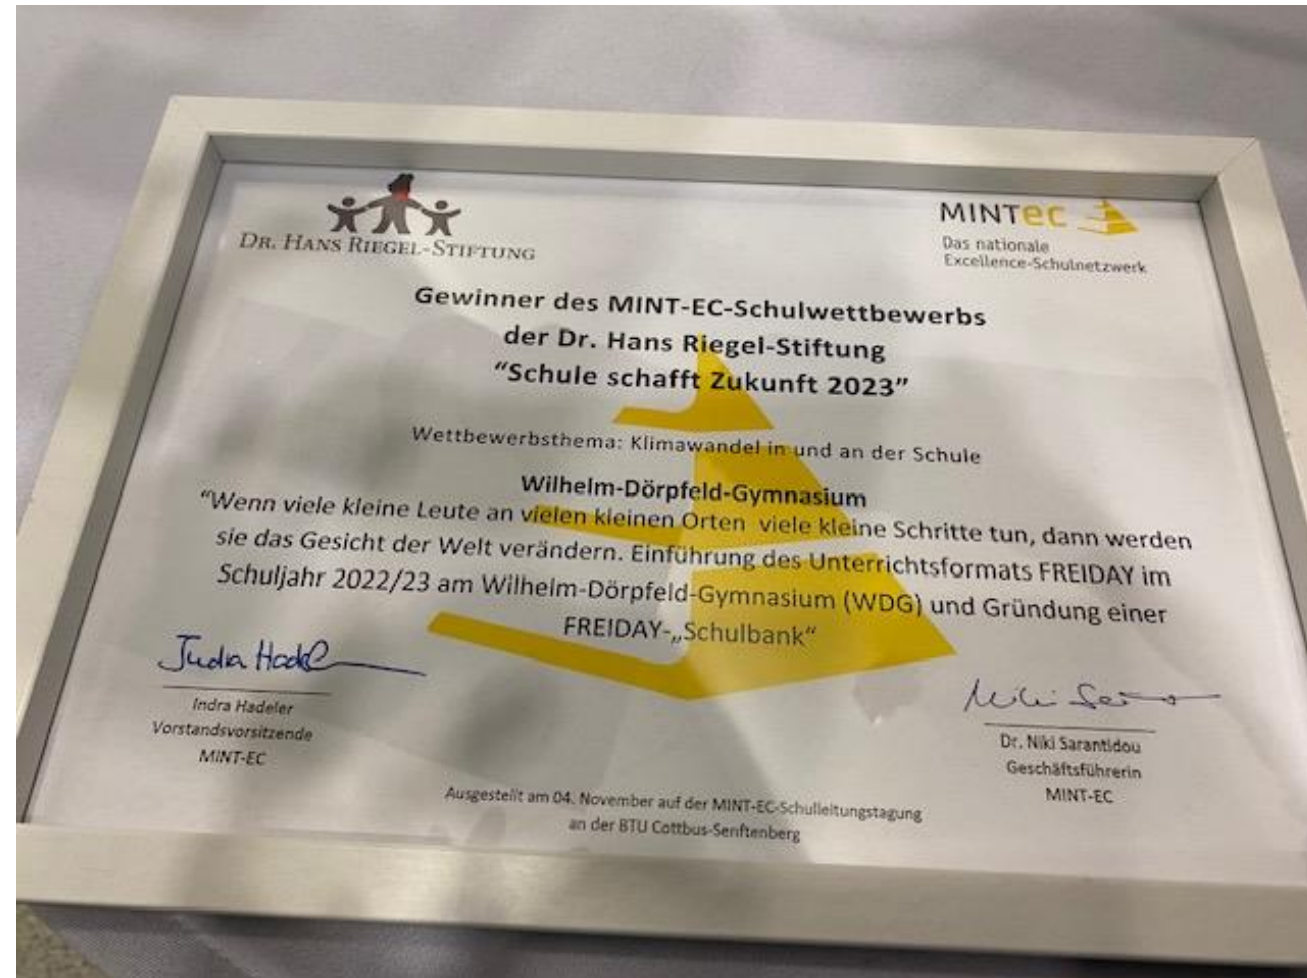 DR. HANS RIEGEL-STIFTUNG
MINTec
Das nationale
Excellence-Schulnetzwerk
Gewinner des MINT-EC-Schulwettbewerbs
der Dr. Hans Riegel-Stiftung
"Schule schafft Zukunft 2023"
Wettbewerbsthema: Klimawandel in und an der Schule
Wilhelm-Dörpfeld-Gymnasium
"Wenn viele kleine Leute an vielen kleinen Orten viele kleine Schritte tun, dann werden
sie das Gesicht der Welt verändern. Einführung des Unterrichtsformats FREIDAY im
Schuljahr 2022/23 am Wilhelm-Dörpfeld-Gymnasium (WDG) und Gründung einer
FREIDAY-„Schulbank“
Indra Hadeler
Vorstandsvorsitzende
MINT-EC
Dr. Niki Sarantidou
Geschäftsführerin
MINT-EC
Ausgestellt am 04. November auf der MINT-EC-Schulleitungstagung
an der BTU Cottbus-Senftenberg